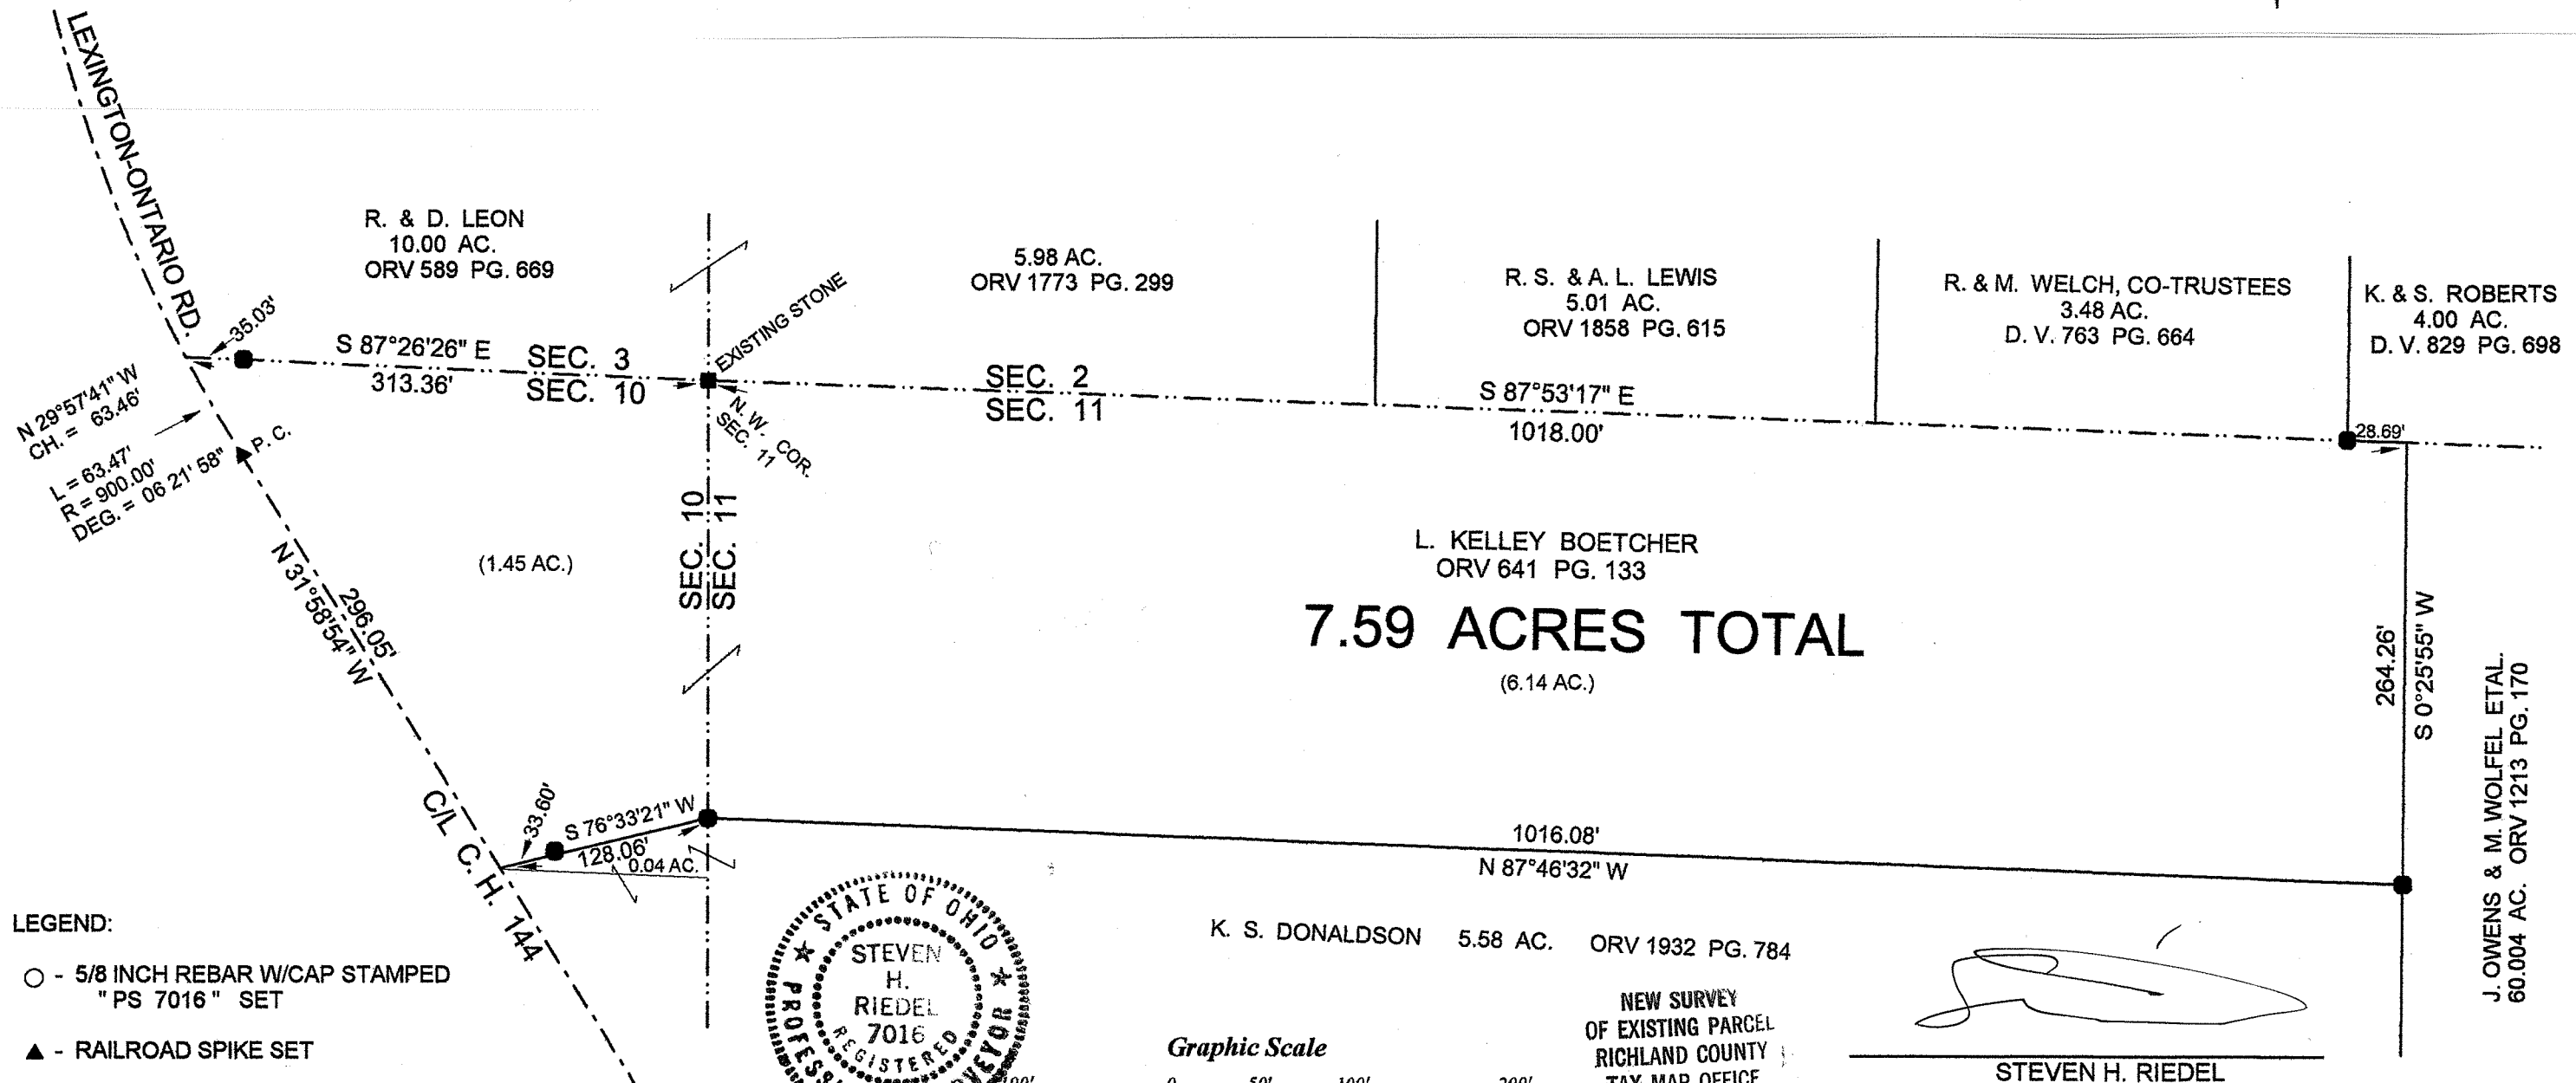 LEXINGTON-ONTARIO RD.
R. & D. LEON
10.00 AC.
ORV 589 PG. 669
5.98 AC.
ORV 1773 PG. 299
R. S. & A. L. LEWIS
5.01 AC.
ORV 1858 PG. 615
R. & M. WELCH, CO-TRUSTEES
3.48 AC.
D. V. 763 PG. 664
K. & S. ROBERTS
4.00 AC.
D. V. 829 PG. 698
35.03'
S 87°26'26" E
313.36'
SEC. 3
SEC. 10
EXISTING STONE
N. W. COR.
SEC. 11
SEC. 2
SEC. 11
S 87°53'17" E
1018.00'
28.69'
N 29°57'41" W
CH. = 63.46'
L = 63.47'
R = 900.00'
DEG. = 06 21' 58"
P. C.
296.05'
N 31°58'54" W
(1.45 AC.)
SEC. 10
SEC. 11
L. KELLEY BOETCHER
ORV 641 PG. 133
7.59 ACRES TOTAL
(6.14 AC.)
264.26'
S 0°25'55" W
J. OWENS & M. WOLFEL ETAL.
60.004 AC. ORV 1213 PG. 170
C/L C. H. 144
33.60'
S 76°33'21" W
128.06'
0.04 AC.
1016.08'
N 87°46'32" W
K. S. DONALDSON 5.58 AC. ORV 1932 PG. 784
LEGEND:
○ - 5/8 INCH REBAR W/CAP STAMPED
" PS 7016 " SET
▲ - RAILROAD SPIKE SET
STATE OF OHIO
STEVEN
H.
RIEDEL
7016
REGISTERED
Graphic Scale
0 50' 100' 200'
NEW SURVEY
OF EXISTING PARCEL
RICHLAND COUNTY
TAX MAP OFFICE
STEVEN H. RIEDEL